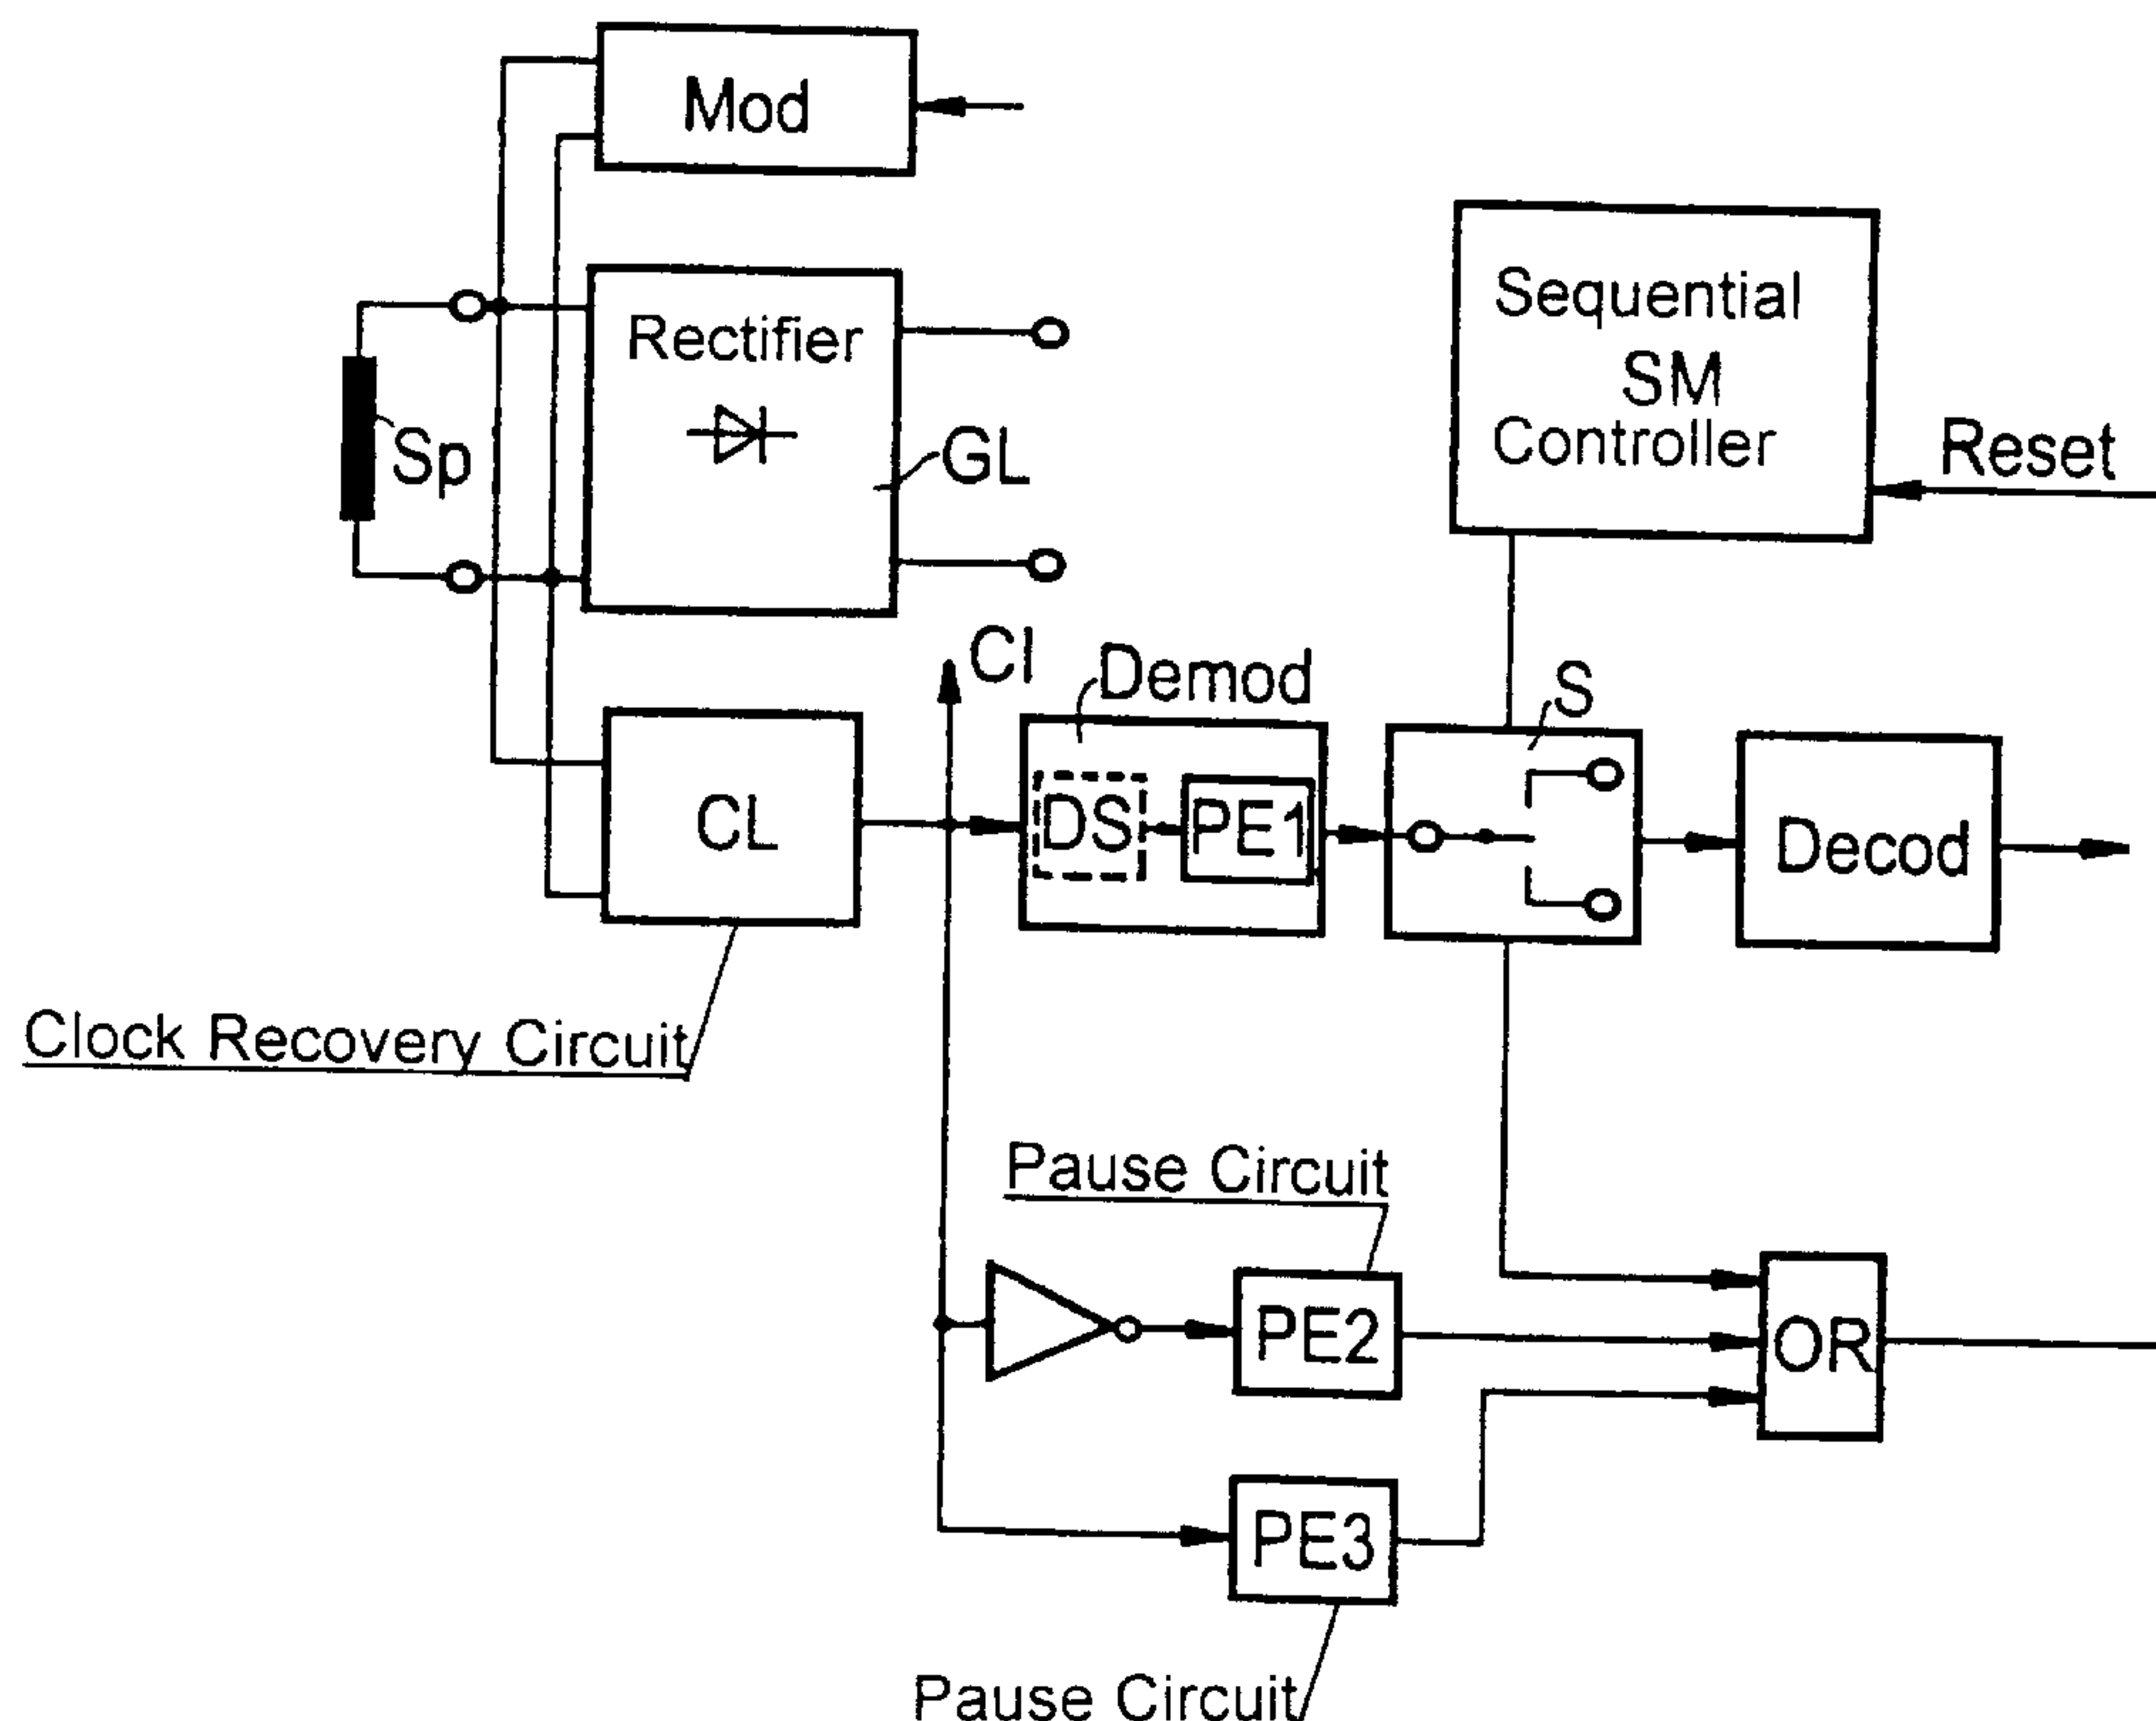 Mod
Sequential
SM
Controller
Rectifier
Reset
Sp
GL
Cl
Demod
S
CL
DS
PE1
Decod
Clock Recovery Circuit
Pause Circuit
PE2
OR
PE3
Pause Circuit